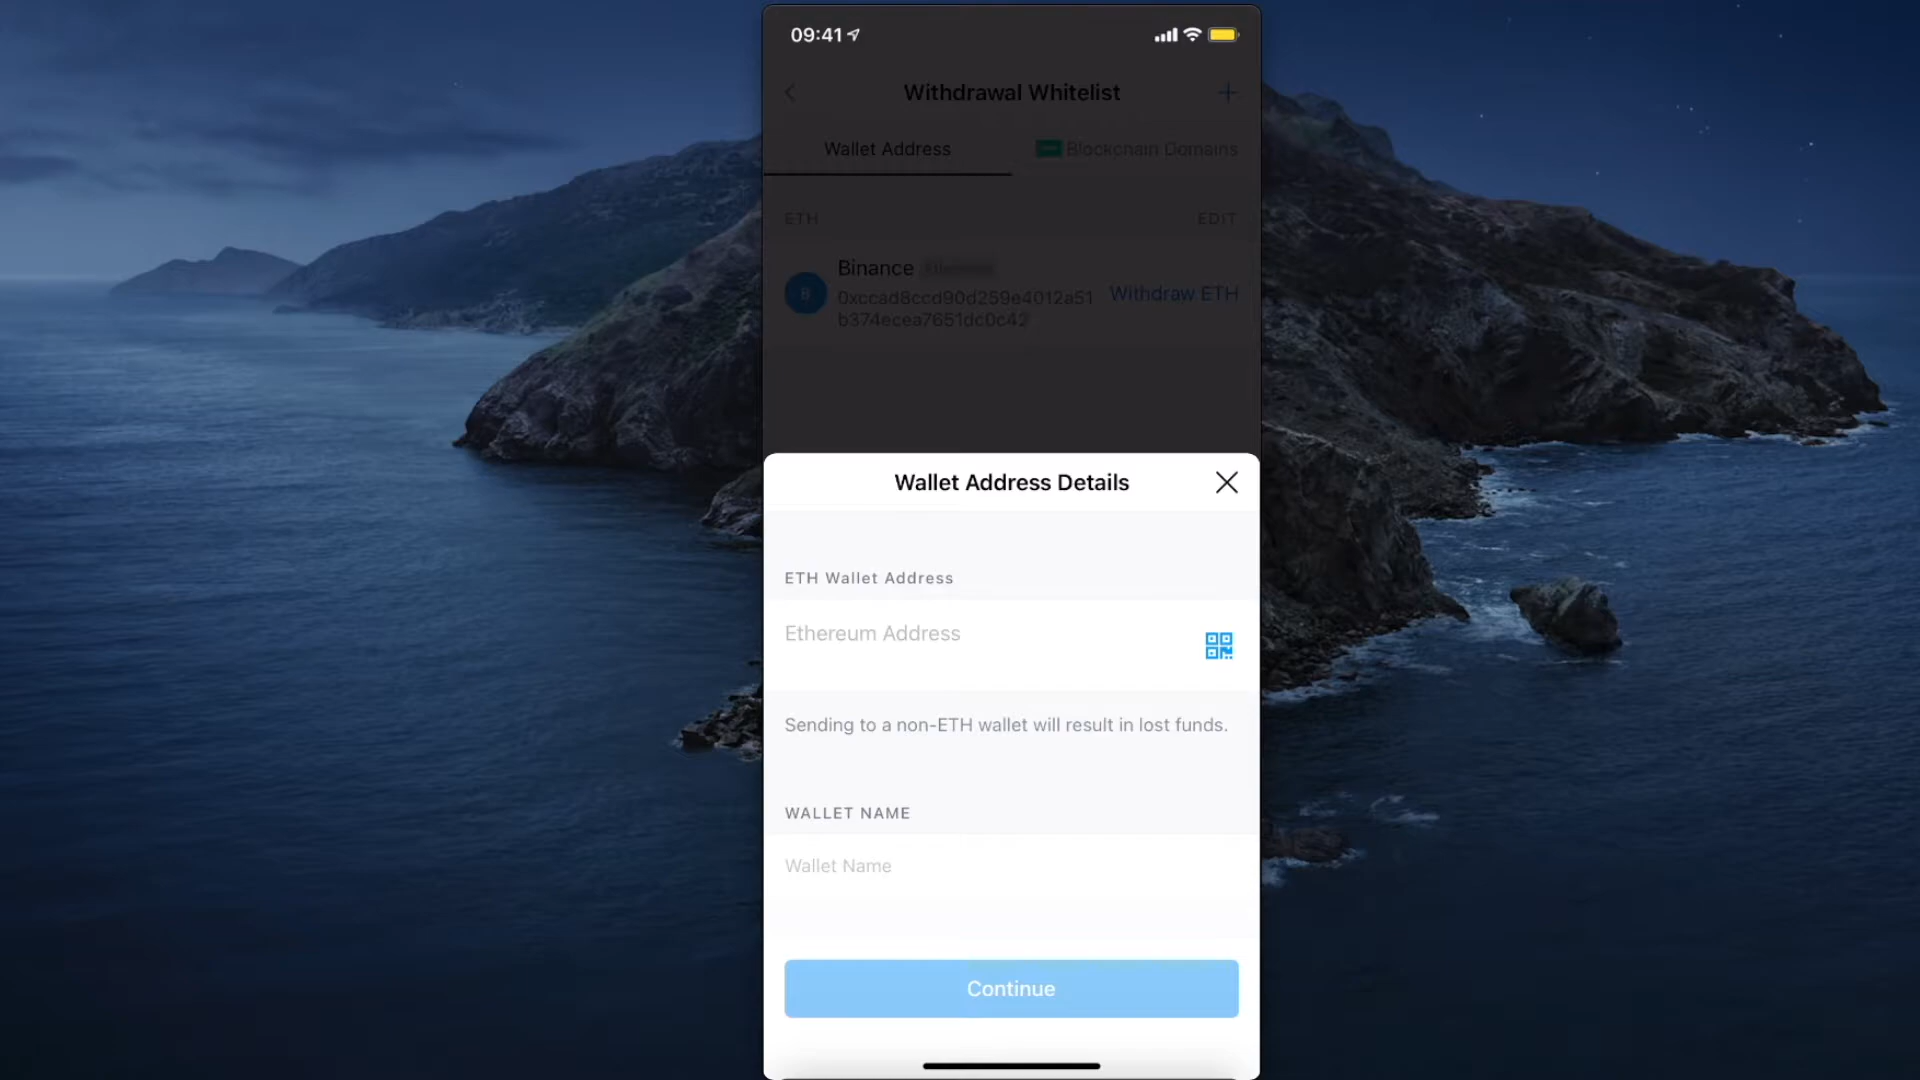 09:41
Withdrawal Whitelist
Wallet Address
Blockchain Domains
ETH
EDIT
Binance
B
0xccad8ccd90d259e4012a51
b374ecea7651dc0c42
Withdraw ETH
Wallet Address Details
ETH Wallet Address
Ethereum Address
Sending to a non-ETH wallet will result in lost funds.
WALLET NAME
Wallet Name
Continue